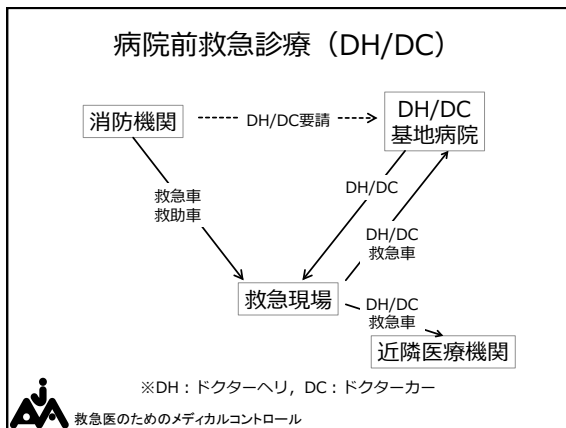 病院前救急診療（DH/DC）
消防機関
DH/DC要請
DH/DC
基地病院
救急車
救助車
DH/DC
DH/DC
救急車
救急現場
DH/DC
救急車
近隣医療機関
※DH：ドクターヘリ，DC：ドクターカー
救急医のためのメディカルコントロール